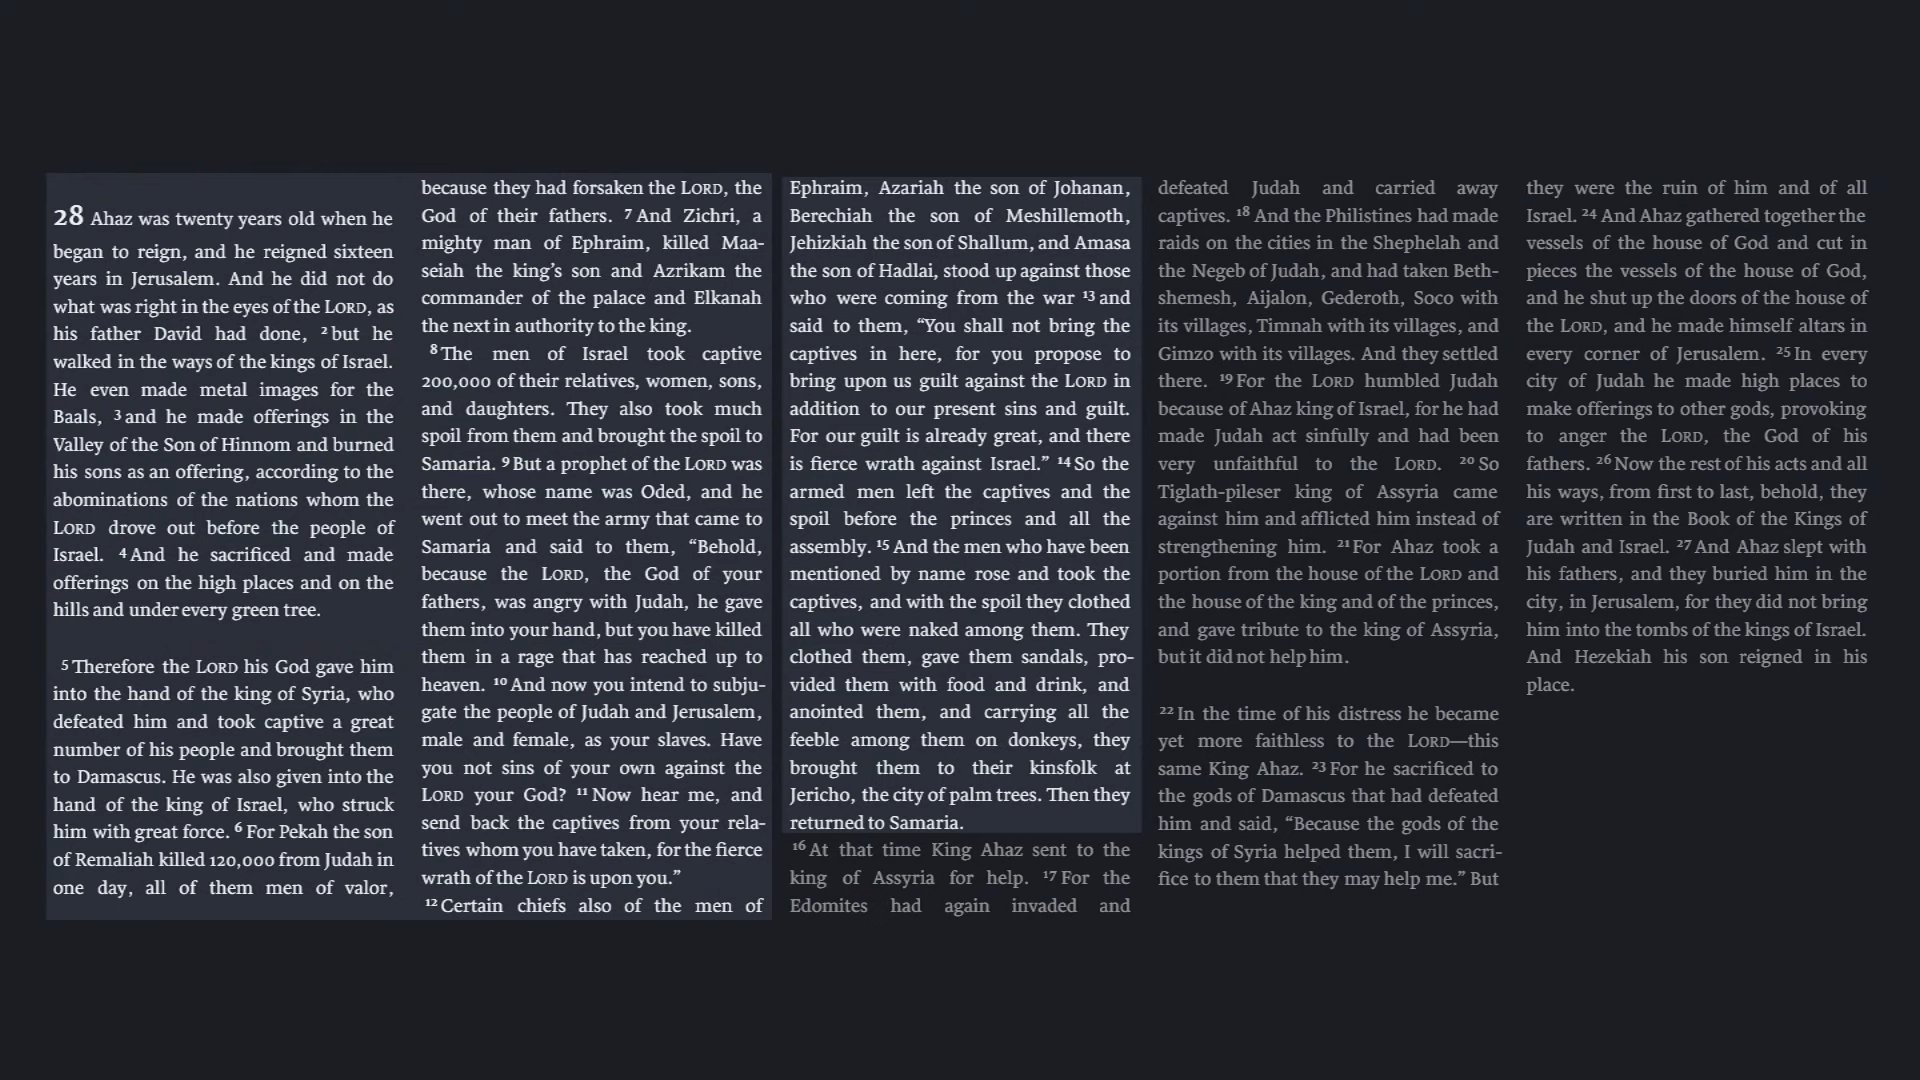 28 Ahaz was twenty years old when he
began to reign, and he reigned sixteen
years in Jerusalem. And he did not do
what was right in the eyes of the LORD, as
his father David had done, 2 but he
walked in the ways of the kings of Israel.
He even made metal images for the
Baals, 3 and he made offerings in the
Valley of the Son of Hinnom and burned
his sons as an offering, according to the
abominations of the nations whom the
LORD drove out before the people of
Israel. 4 And he sacrificed and made
offerings on the high places and on the
hills and under every green tree.
5 Therefore the LORD his God gave him
into the hand of the king of Syria, who
defeated him and took captive a great
number of his people and brought them
to Damascus. He was also given into the
hand of the king of Israel, who struck
him with great force. 6 For Pekah the son
of Remaliah killed 120,000 from Judah in
one day, all of them men of valor,
because they had forsaken the LORD, the
God of their fathers. 7 And Zichri, a
mighty man of Ephraim, killed Maa-
seiah the king’s son and Azrikam the
commander of the palace and Elkanah
the next in authority to the king.
8 The men of Israel took captive
200,000 of their relatives, women, sons,
and daughters. They also took much
spoil from them and brought the spoil to
Samaria. 9 But a prophet of the LORD was
there, whose name was Oded, and he
went out to meet the army that came to
Samaria and said to them, “Behold,
because the LORD, the God of your
fathers, was angry with Judah, he gave
them into your hand, but you have killed
them in a rage that has reached up to
heaven. 10 And now you intend to subju-
gate the people of Judah and Jerusalem,
male and female, as your slaves. Have
you not sins of your own against the
LORD your God? 11 Now hear me, and
send back the captives from your rela-
tives whom you have taken, for the fierce
wrath of the LORD is upon you.”
12 Certain chiefs also of the men of
Ephraim, Azariah the son of Johanan,
Berechiah the son of Meshillemoth,
Jehizkiah the son of Shallum, and Amasa
the son of Hadlai, stood up against those
who were coming from the war 13 and
said to them, “You shall not bring the
captives in here, for you propose to
bring upon us guilt against the LORD in
addition to our present sins and guilt.
For our guilt is already great, and there
is fierce wrath against Israel.” 14 So the
armed men left the captives and the
spoil before the princes and all the
assembly. 15 And the men who have been
mentioned by name rose and took the
captives, and with the spoil they clothed
all who were naked among them. They
clothed them, gave them sandals, pro-
vided them with food and drink, and
anointed them, and carrying all the
feeble among them on donkeys, they
brought them to their kinsfolk at
Jericho, the city of palm trees. Then they
returned to Samaria.
16 At that time King Ahaz sent to the
king of Assyria for help. 17 For the
Edomites had again invaded and
defeated Judah and carried away
captives. 18 And the Philistines had made
raids on the cities in the Shephelah and
the Negeb of Judah, and had taken Beth-
shemesh, Aijalon, Gederoth, Soco with
its villages, Timnah with its villages, and
Gimzo with its villages. And they settled
there. 19 For the LORD humbled Judah
because of Ahaz king of Israel, for he had
made Judah act sinfully and had been
very unfaithful to the LORD. 20 So
Tiglath-pileser king of Assyria came
against him and afflicted him instead of
strengthening him. 21 For Ahaz took a
portion from the house of the LORD and
the house of the king and of the princes,
and gave tribute to the king of Assyria,
but it did not help him.
22 In the time of his distress he became
yet more faithless to the LORD—this
same King Ahaz. 23 For he sacrificed to
the gods of Damascus that had defeated
him and said, “Because the gods of the
kings of Syria helped them, I will sacri-
fice to them that they may help me.” But
they were the ruin of him and of all
Israel. 24 And Ahaz gathered together the
vessels of the house of God and cut in
pieces the vessels of the house of God,
and he shut up the doors of the house of
the LORD, and he made himself altars in
every corner of Jerusalem. 25 In every
city of Judah he made high places to
make offerings to other gods, provoking
to anger the LORD, the God of his
fathers. 26 Now the rest of his acts and all
his ways, from first to last, behold, they
are written in the Book of the Kings of
Judah and Israel. 27 And Ahaz slept with
his fathers, and they buried him in the
city, in Jerusalem, for they did not bring
him into the tombs of the kings of Israel.
And Hezekiah his son reigned in his
place.